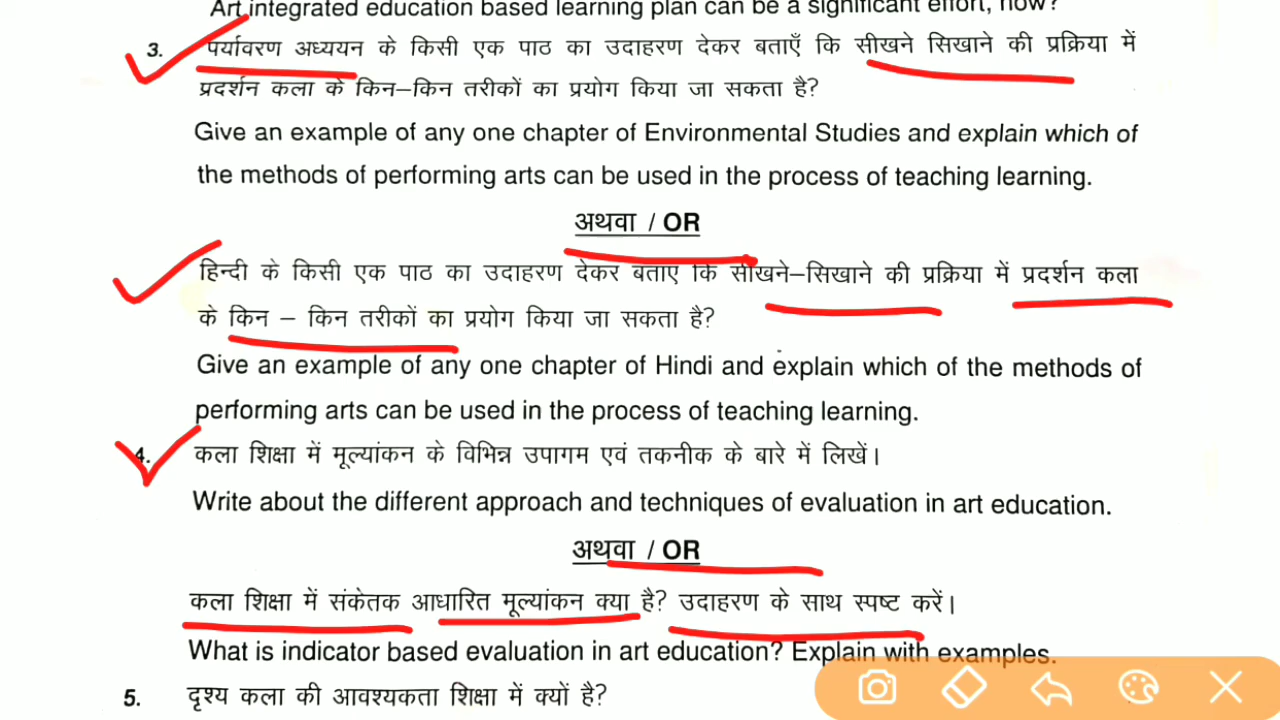 Art integrated education based learning plan can be a significant effort, how?
3. पर्यावरण अध्ययन के किसी एक पाठ का उदाहरण देकर बताएँ कि सीखने सिखाने की प्रक्रिया में
प्रदर्शन कला के किन–किन तरीकों का प्रयोग किया जा सकता है?
Give an example of any one chapter of Environmental Studies and explain which of
the methods of performing arts can be used in the process of teaching learning.
अथवा / OR
हिन्दी के किसी एक पाठ का उदाहरण देकर बताएँ कि सीखने–सिखाने की प्रक्रिया में प्रदर्शन कला
के किन – किन तरीकों का प्रयोग किया जा सकता है?
Give an example of any one chapter of Hindi and explain which of the methods of
performing arts can be used in the process of teaching learning.
4. कला शिक्षा में मूल्यांकन के विभिन्न उपागम एवं तकनीक के बारे में लिखें।
Write about the different approach and techniques of evaluation in art education.
अथवा / OR
कला शिक्षा में संकेतक आधारित मूल्यांकन क्या है? उदाहरण के साथ स्पष्ट करें।
What is indicator based evaluation in art education? Explain with examples.
5. दृश्य कला की आवश्यकता शिक्षा में क्यों है?